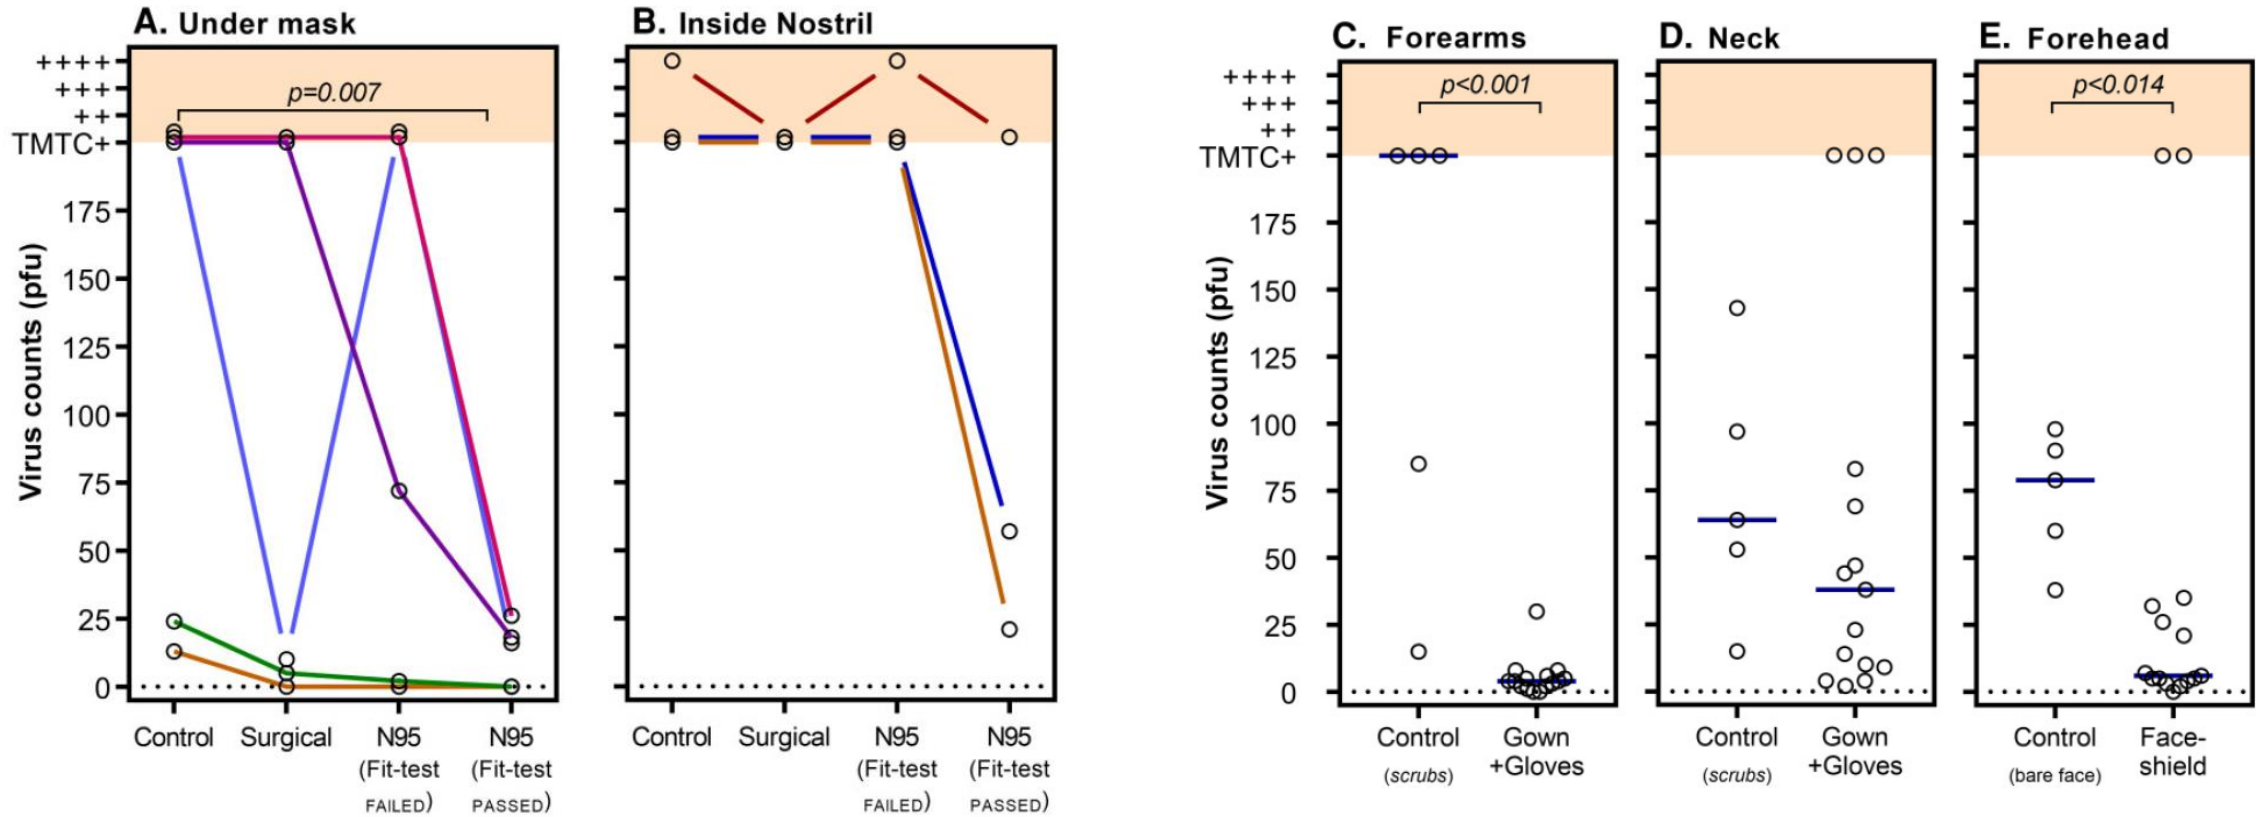 A. Under mask
++++
+++
++
TMTC+
175
150
125
100
75
50
25
0
Virus counts (pfu)
p=0.007
Control
Surgical
N95
(Fit-test
FAILED)
N95
(Fit-test
PASSED)
B. Inside Nostril
Control
Surgical
N95
(Fit-test
FAILED)
N95
(Fit-test
PASSED)
C. Forearms
++++
+++
++
TMTC+
175
150
125
100
75
50
25
0
Virus counts (pfu)
p<0.001
Control
(scrubs)
Gown
+Gloves
D. Neck
Control
(scrubs)
Gown
+Gloves
E. Forehead
p<0.014
Control
(bare face)
Face-
shield